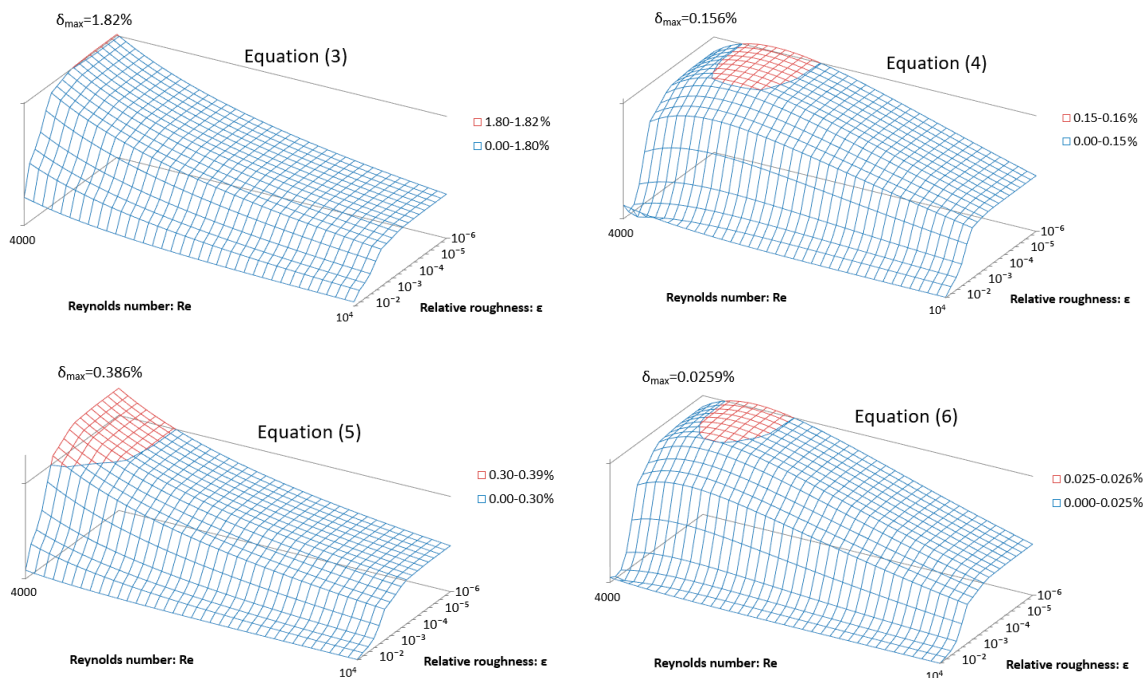 δmax=1.82%
Equation (3)
1.80-1.82%
0.00-1.80%
4000
10⁻⁶
10⁻⁵
10⁻⁴
10⁻³
10⁻²
10⁴
Reynolds number: Re
Relative roughness: ε
δmax=0.156%
Equation (4)
0.15-0.16%
0.00-0.15%
4000
10⁻⁶
10⁻⁵
10⁻⁴
10⁻³
10⁻²
10⁴
Reynolds number: Re
Relative roughness: ε
δmax=0.386%
Equation (5)
0.30-0.39%
0.00-0.30%
4000
10⁻⁶
10⁻⁵
10⁻⁴
10⁻³
10⁻²
10⁴
Reynolds number: Re
Relative roughness: ε
δmax=0.0259%
Equation (6)
0.025-0.026%
0.000-0.025%
4000
10⁻⁶
10⁻⁵
10⁻⁴
10⁻³
10⁻²
10⁴
Reynolds number: Re
Relative roughness: ε